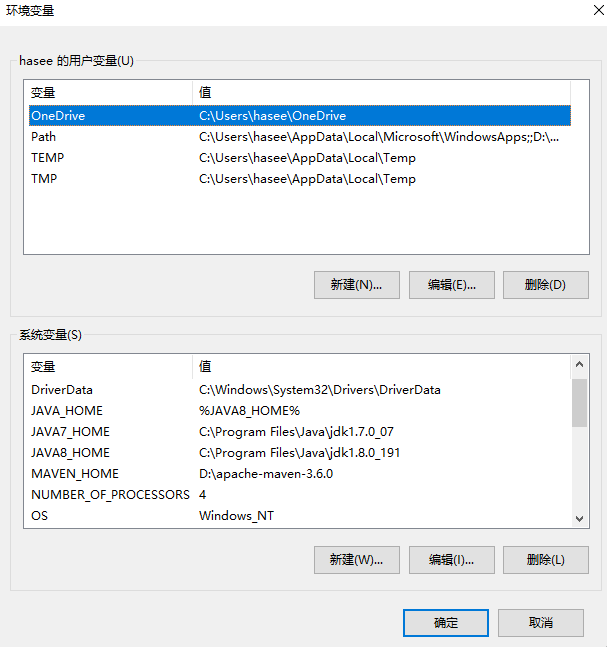 环境变量
hasee 的用户变量(U)
变量 值
OneDrive C:\Users\hasee\OneDrive
Path C:\Users\hasee\AppData\Local\Microsoft\WindowsApps;;D:\...
TEMP C:\Users\hasee\AppData\Local\Temp
TMP C:\Users\hasee\AppData\Local\Temp
新建(N)... 编辑(E)... 删除(D)
系统变量(S)
变量 值
DriverData C:\Windows\System32\Drivers\DriverData
JAVA_HOME %JAVA8_HOME%
JAVA7_HOME C:\Program Files\Java\jdk1.7.0_07
JAVA8_HOME C:\Program Files\Java\jdk1.8.0_191
MAVEN_HOME D:\apache-maven-3.6.0
NUMBER_OF_PROCESSORS 4
OS Windows_NT
新建(W)... 编辑(I)... 删除(L)
确定 取消